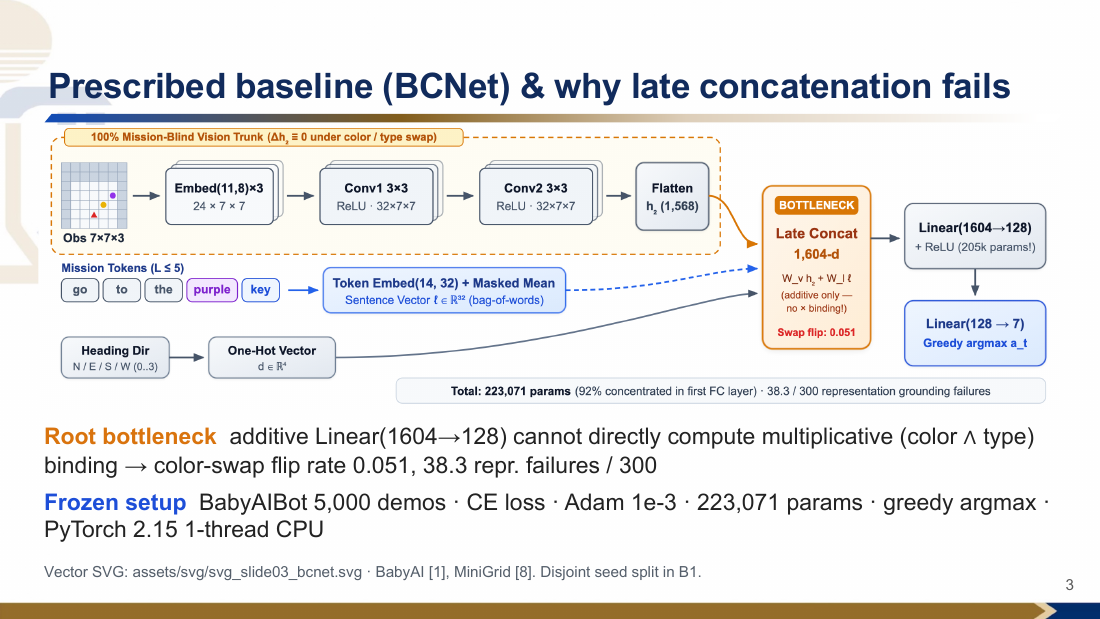 Prescribed baseline (BCNet) & why late concatenation fails
100% Mission-Blind Vision Trunk (Δh₂ ≡ 0 under color / type swap)
Obs 7×7×3
Embed(11,8)×3
24 × 7 × 7
Conv1 3×3
ReLU · 32×7×7
Conv2 3×3
ReLU · 32×7×7
Flatten
h₂ (1,568)
Mission Tokens (L ≤ 5)
go to the purple key
Token Embed(14, 32) + Masked Mean
Sentence Vector ℓ ∈ ℝ³² (bag-of-words)
Heading Dir
N / E / S / W (0..3)
One-Hot Vector
d ∈ ℝ⁴
BOTTLENECK
Late Concat
1,604-d
W_v h₂ + W_l ℓ
(additive only —
no × binding!)
Swap flip: 0.051
Linear(1604→128)
+ ReLU (205k params!)
Linear(128 → 7)
Greedy argmax a_t
Total: 223,071 params (92% concentrated in first FC layer) · 38.3 / 300 representation grounding failures
Root bottleneck additive Linear(1604→128) cannot directly compute multiplicative (color ∧ type)
binding → color-swap flip rate 0.051, 38.3 repr. failures / 300
Frozen setup BabyAIBot 5,000 demos · CE loss · Adam 1e-3 · 223,071 params · greedy argmax ·
PyTorch 2.15 1-thread CPU
Vector SVG: assets/svg/svg_slide03_bcnet.svg · BabyAI [1], MiniGrid [8]. Disjoint seed split in B1.
3